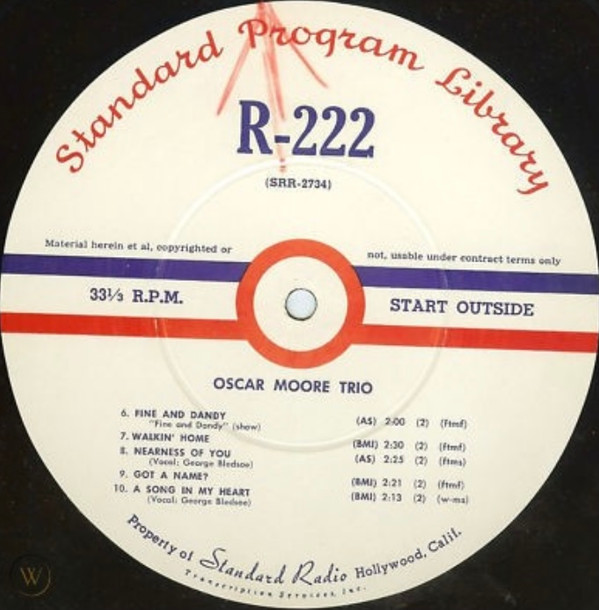 Standard Program Library
R-222
(SRR-2734)
Material herein et al, copyrighted or not, usable under contract terms only
33⅓ R.P.M. START OUTSIDE
OSCAR MOORE TRIO
6. FINE AND DANDY (AS) 2:00 (2) (ftmf)
"Fine and Dandy" (show)
7. WALKIN' HOME (BMI) 2:30 (2) (ftmf)
8. NEARNESS OF YOU (AS) 2:25 (2) (ftms)
(Vocal: George Bledsoe)
9. GOT A NAME? (BMI) 2:21 (2) (ftmf)
10. A SONG IN MY HEART (BMI) 2:13 (2) (w-ms)
(Vocal: George Bledsoe)
Property of Standard Radio Hollywood, Calif.
Transcription Services, Inc.
W